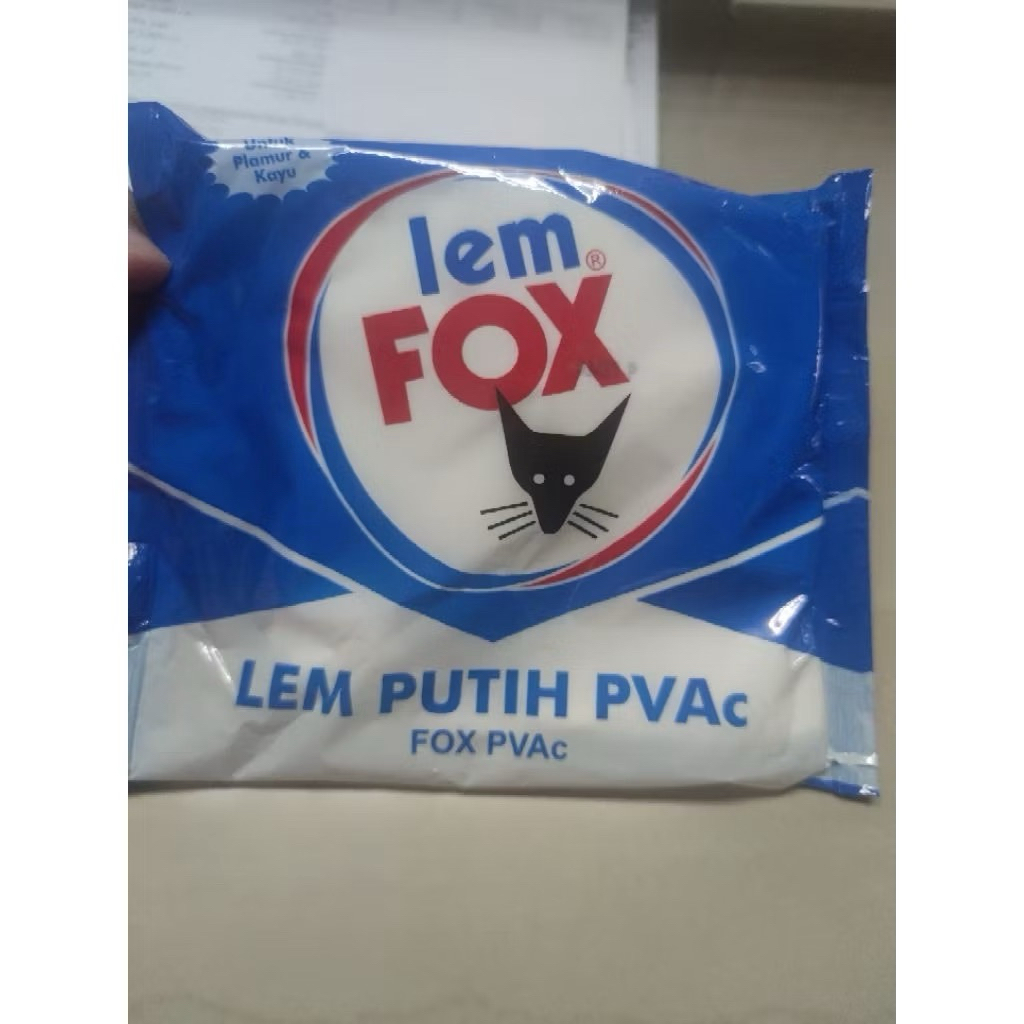 Untuk
Plamur &
Kayu
lem
FOX
®
LEM PUTIH PVAc
FOX PVAc